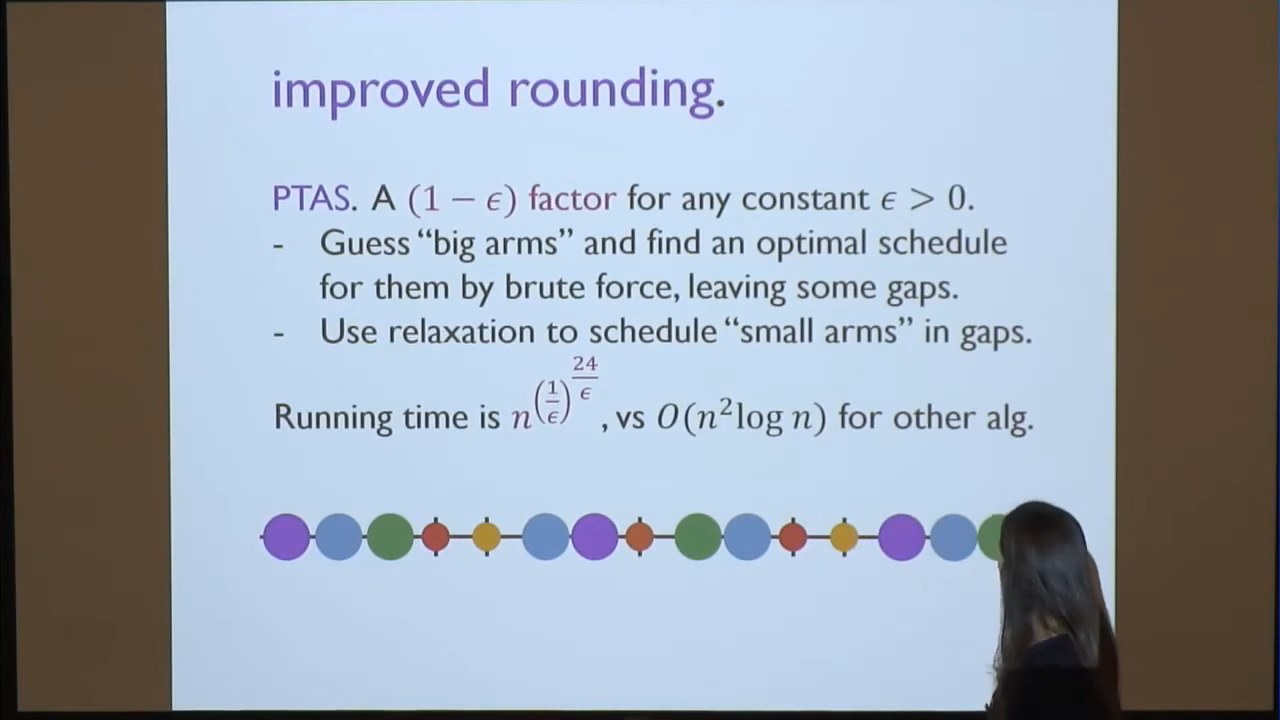 improved rounding.
PTAS. A (1 − ϵ) factor for any constant ϵ > 0.
- Guess “big arms” and find an optimal schedule
for them by brute force, leaving some gaps.
- Use relaxation to schedule “small arms” in gaps.
Running time is n^(1/ϵ)^(24/ϵ), vs O(n² log n) for other alg.